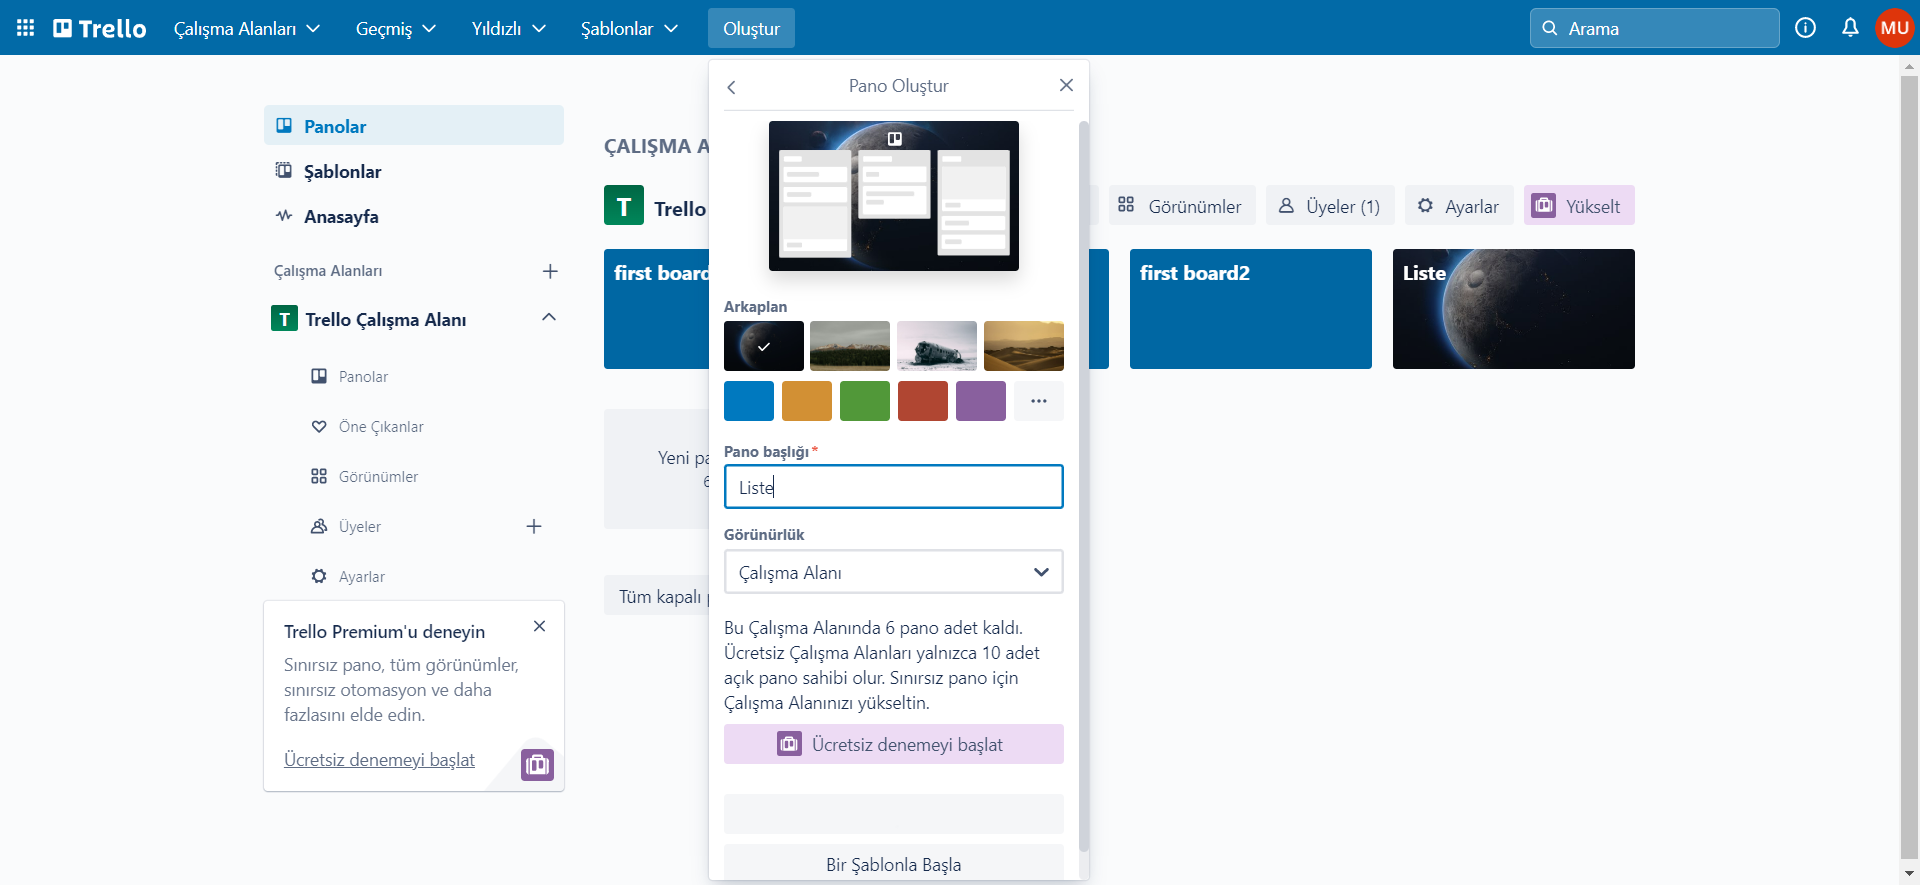 Trello
Çalışma Alanları
Geçmiş
Yıldızlı
Şablonlar
Oluştur
Arama
MU
Panolar
Şablonlar
Anasayfa
Çalışma Alanları
T Trello Çalışma Alanı
Panolar
Öne Çıkanlar
Görünümler
Üyeler
Ayarlar
Trello Premium'u deneyin
Sınırsız pano, tüm görünümler,
sınırsız otomasyon ve daha
fazlasını elde edin.
Ücretsiz denemeyi başlat
ÇALIŞMA A
T Trello
Görünümler
Üyeler (1)
Ayarlar
Yükselt
first board
first board2
Liste
Yeni pa
6
Tüm kapalı p
Pano Oluştur
Arkaplan
Pano başlığı*
Liste
Görünürlük
Çalışma Alanı
Bu Çalışma Alanında 6 pano adet kaldı.
Ücretsiz Çalışma Alanları yalnızca 10 adet
açık pano sahibi olur. Sınırsız pano için
Çalışma Alanınızı yükseltin.
Ücretsiz denemeyi başlat
Bir Şablonla Başla